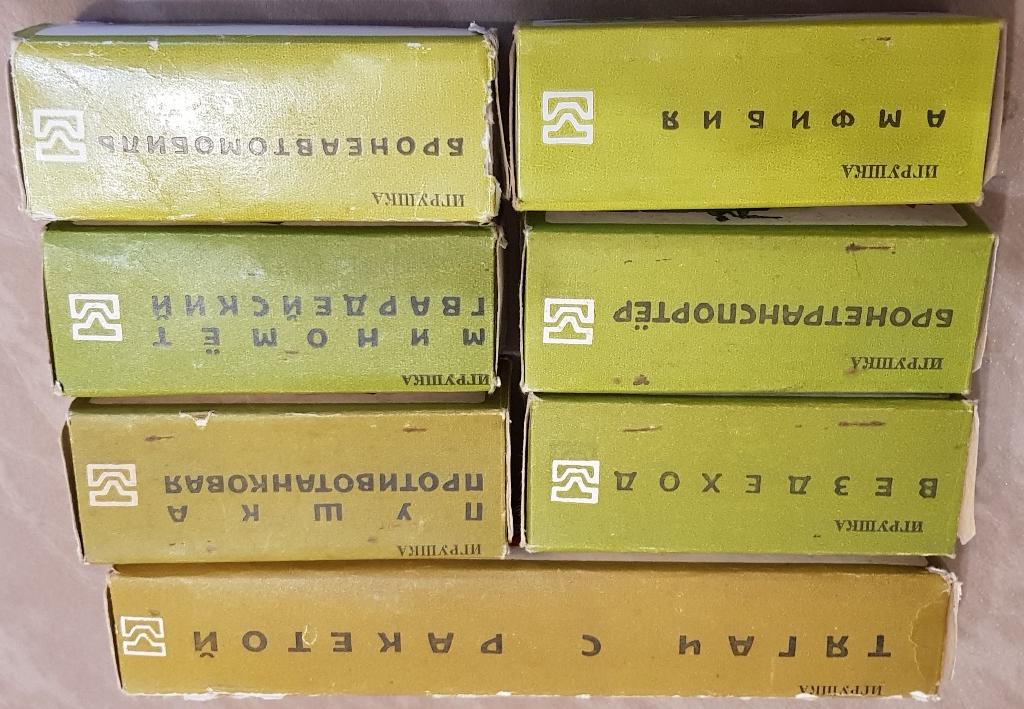 ИГРУШКА
ТЯГАЧ С РАКЕТОЙ
ИГРУШКА
ВЕЗДЕХОД
ИГРУШКА
ПУШКА
ПРОТИВОТАНКОВАЯ
ИГРУШКА
БРОНЕТРАНСПОРТЁР
ИГРУШКА
МИНОМЁТ
ГВАРДЕЙСКИЙ
ИГРУШКА
АМФИБИЯ
ИГРУШКА
БРОНЕАВТОМОБИЛЬ